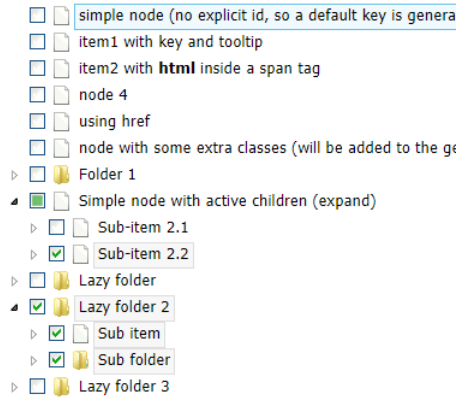 simple node (no explicit id, so a default key is genera
item1 with key and tooltip
item2 with html inside a span tag
node 4
using href
node with some extra classes (will be added to the ge
Folder 1
Simple node with active children (expand)
Sub-item 2.1
Sub-item 2.2
Lazy folder
Lazy folder 2
Sub item
Sub folder
Lazy folder 3